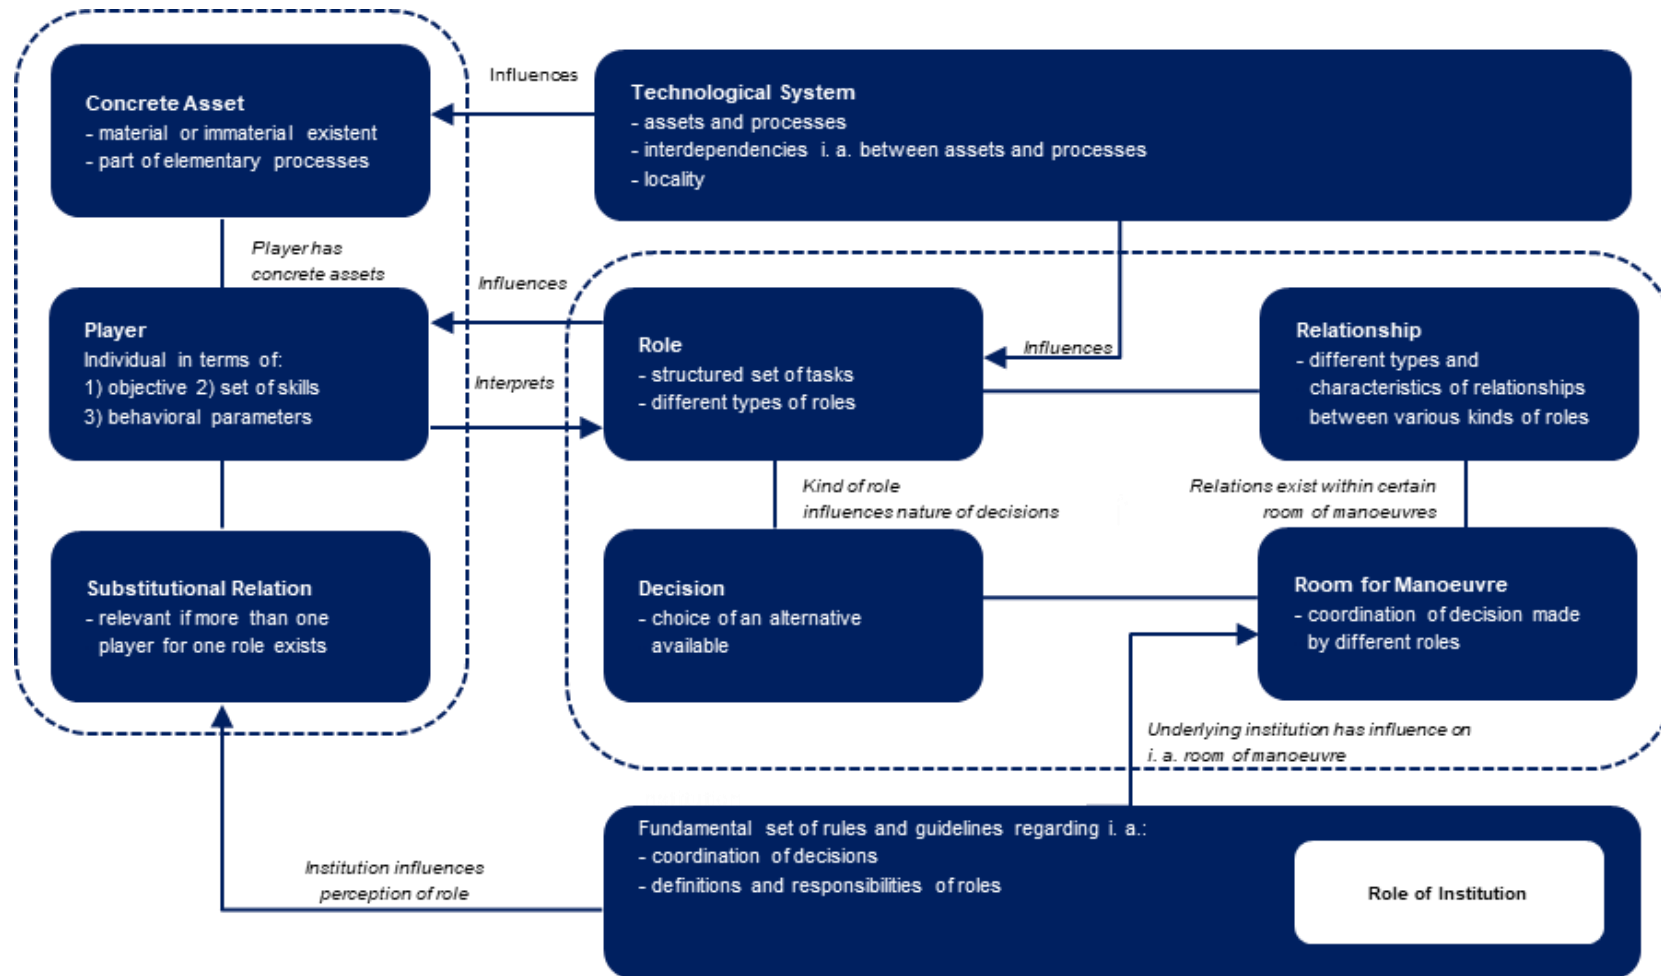 Concrete Asset
- material or immaterial existent
- part of elementary processes
Influences
Technological System
- assets and processes
- interdependencies i. a. between assets and processes
- locality
Player has
concrete assets
Influences
Player
Individual in terms of:
1) objective 2) set of skills
3) behavioral parameters
Interprets
Role
- structured set of tasks
- different types of roles
Influences
Relationship
- different types and
characteristics of relationships
between various kinds of roles
Kind of role
influences nature of decisions
Relations exist within certain
room of manoeuvres
Substitutional Relation
- relevant if more than one
player for one role exists
Decision
- choice of an alternative
available
Room for Manoeuvre
- coordination of decision made
by different roles
Underlying institution has influence on
i. a. room of manoeuvre
Institution influences
perception of role
Fundamental set of rules and guidelines regarding i. a.:
- coordination of decisions
- definitions and responsibilities of roles
Role of Institution